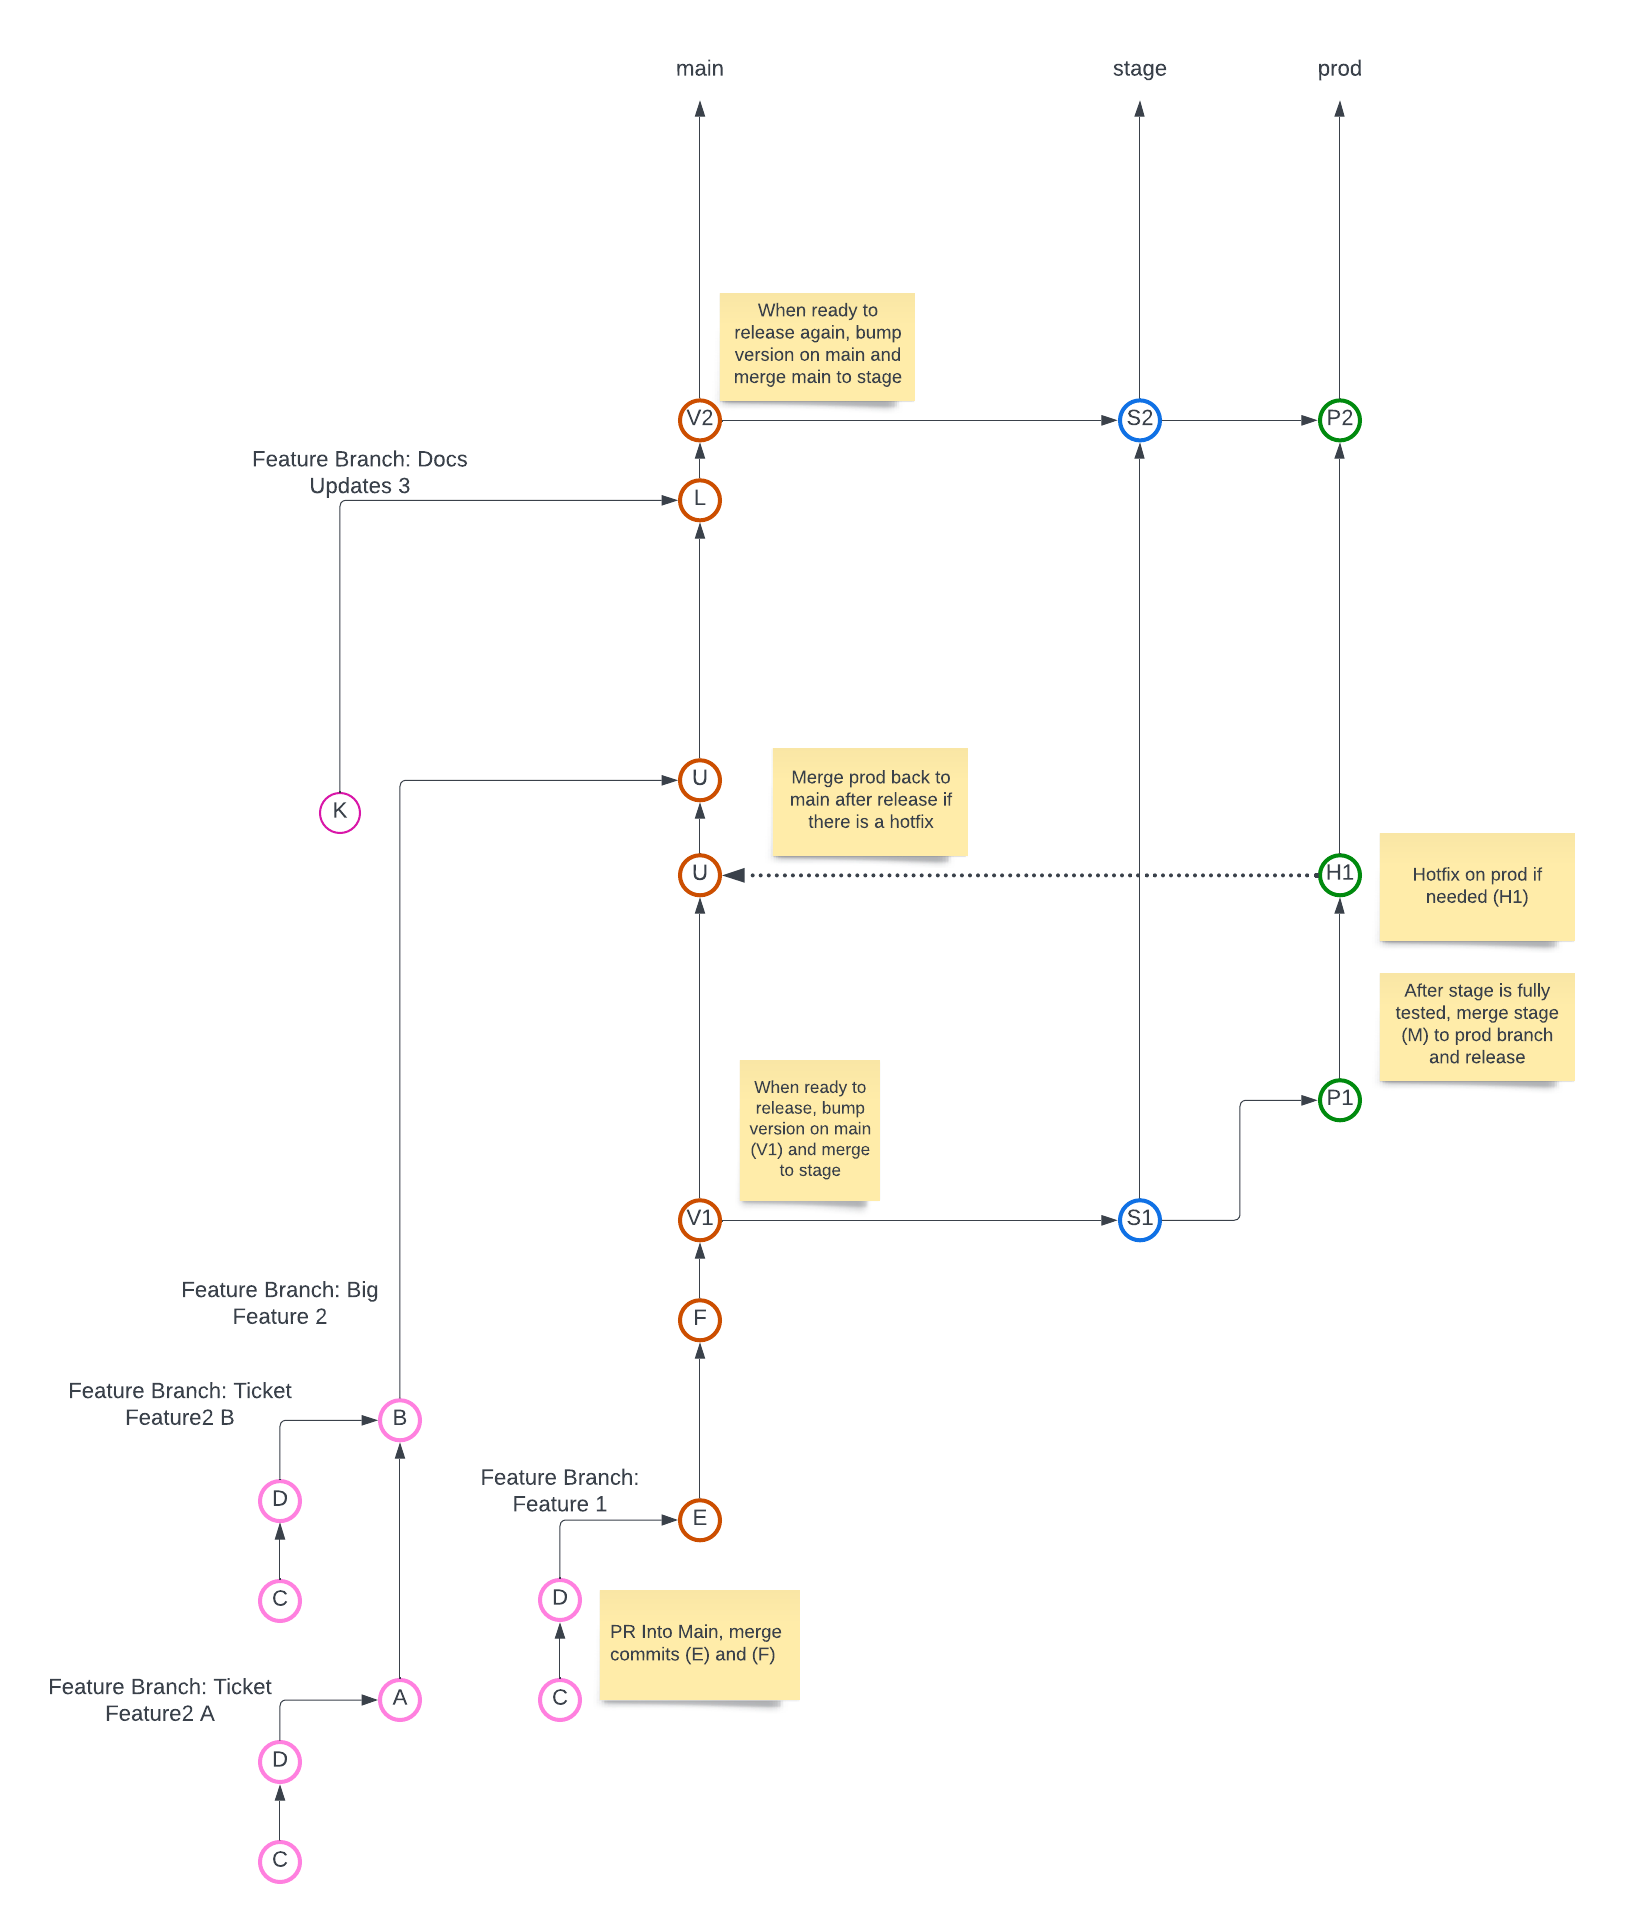 main
stage
prod
When ready to
release again, bump
version on main and
merge main to stage
V2
S2
P2
Feature Branch: Docs
Updates 3
L
K
U
Merge prod back to
main after release if
there is a hotfix
U
H1
Hotfix on prod if
needed (H1)
After stage is fully
tested, merge stage
(M) to prod branch
and release
P1
When ready to
release, bump
version on main
(V1) and merge
to stage
V1
S1
Feature Branch: Big
Feature 2
F
Feature Branch: Ticket
Feature2 B
B
D
C
Feature Branch:
Feature 1
E
D
C
PR Into Main, merge
commits (E) and (F)
Feature Branch: Ticket
Feature2 A
A
D
C